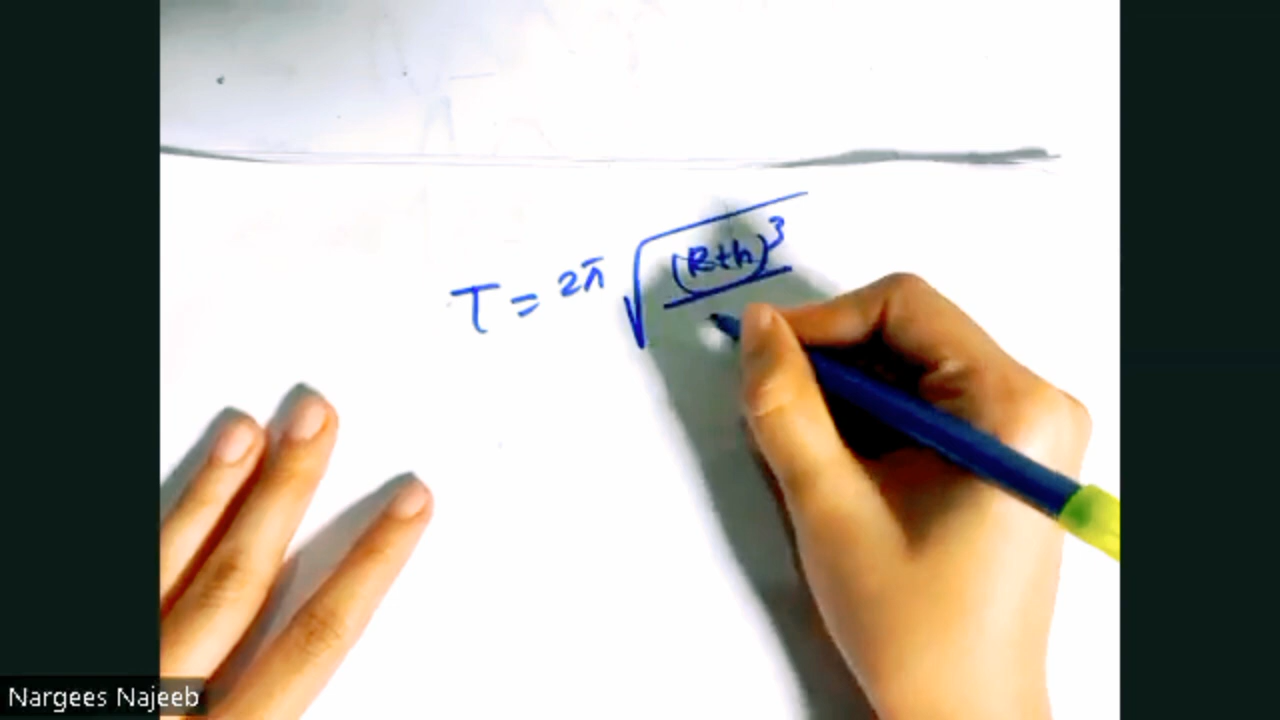 T = 2π √(R+h)³
Nargees Najeeb